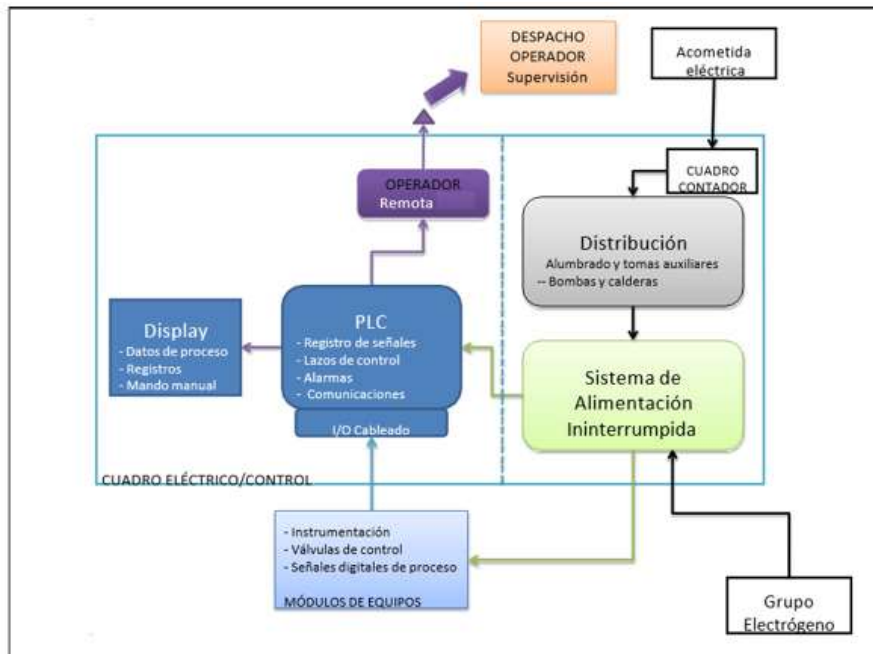 DESPACHO
OPERADOR
Supervisión
Acometida
eléctrica
CUADRO
CONTADOR
OPERADOR
Remota
Distribución
Alumbrado y tomas auxiliares
-- Bombas y calderas
Display
- Datos de proceso
- Registros
- Mando manual
PLC
- Registro de señales
- Lazos de control
- Alarmas
- Comunicaciones
I/O Cableado
Sistema de
Alimentación
Ininterrumpida
CUADRO ELÉCTRICO/CONTROL
- Instrumentación
- Válvulas de control
- Señales digitales de proceso
MÓDULOS DE EQUIPOS
Grupo
Electrógeno